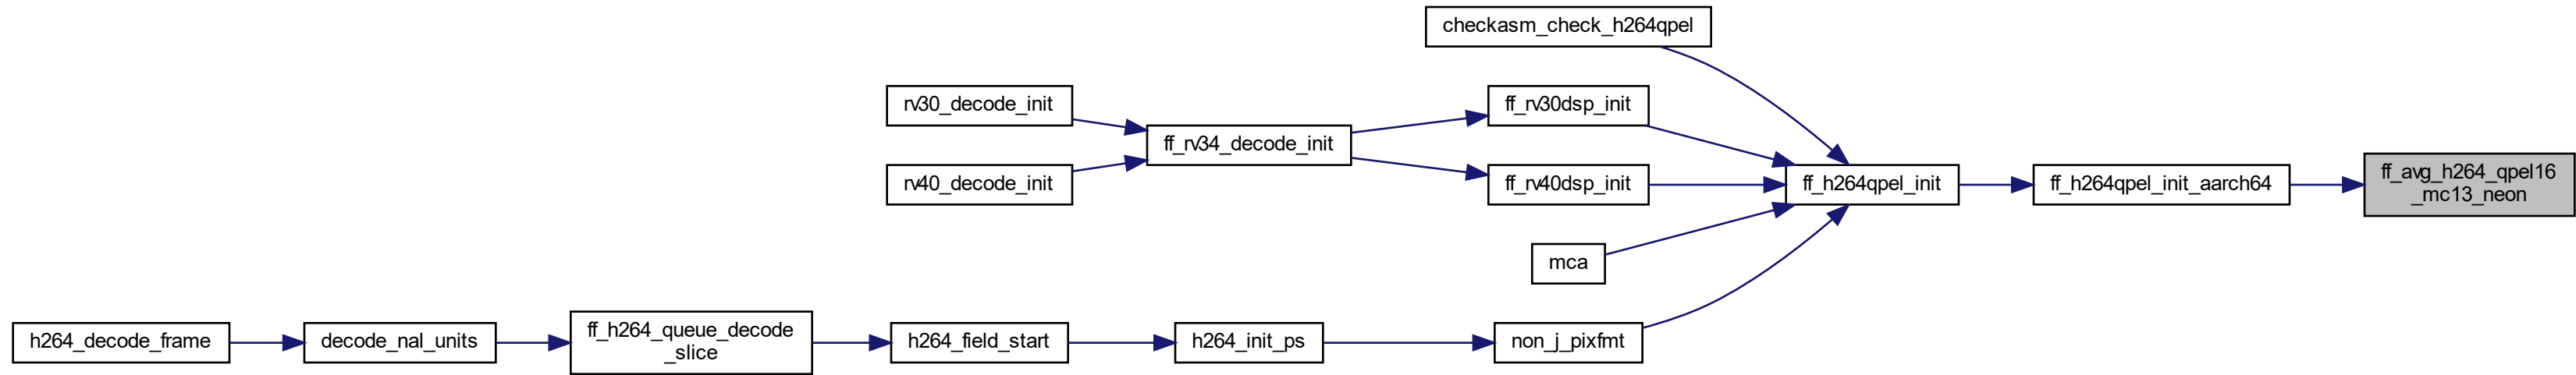 checkasm_check_h264qpel
rv30_decode_init
ff_rv30dsp_init
ff_rv34_decode_init
rv40_decode_init
ff_rv40dsp_init
ff_h264qpel_init
ff_h264qpel_init_aarch64
ff_avg_h264_qpel16
_mc13_neon
mca
h264_decode_frame
decode_nal_units
ff_h264_queue_decode
_slice
h264_field_start
h264_init_ps
non_j_pixfmt